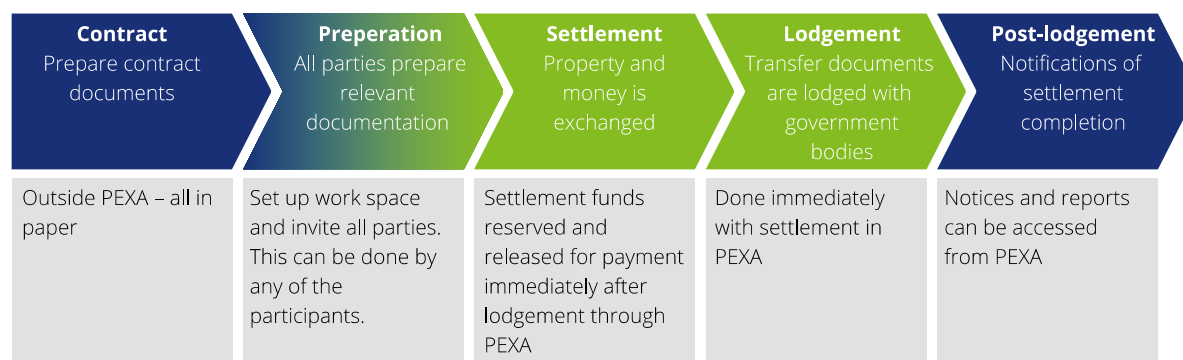 Contract
Prepare contract
documents
Preperation
All parties prepare
relevant
documentation
Settlement
Property and
money is
exchanged
Lodgement
Transfer documents
are lodged with
government
bodies
Post-lodgement
Notifications of
settlement
completion
Outside PEXA – all in
paper
Set up work space
and invite all parties.
This can be done by
any of the
participants.
Settlement funds
reserved and
released for payment
immediately after
lodgement through
PEXA
Done immediately
with settlement in
PEXA
Notices and reports
can be accessed
from PEXA